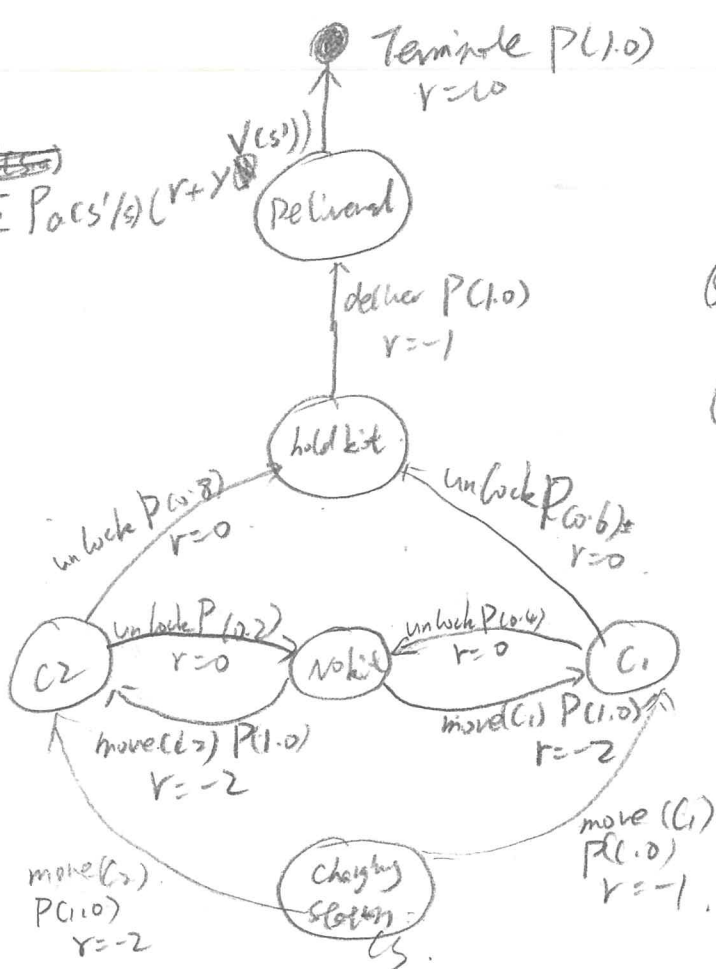 Terminate P(1.0)
r=10
V(s'))
Σ Pa(s'/s)(r+γ
Delivered
deliver P(1.0)
r=-1
hold kit
unlock P(0.8)
r=0
unlock P(0.6)
r=0
unlock P(0.2)
r=0
unlock P(0.4)
r=0
C2
No kit
C1
move(C2) P(1.0)
r=-2
move(C1) P(1.0)
r=-2
move(C2)
P(1.0)
r=-2
Charging
Station
CS.
move (C1)
P(1.0)
r=-1.